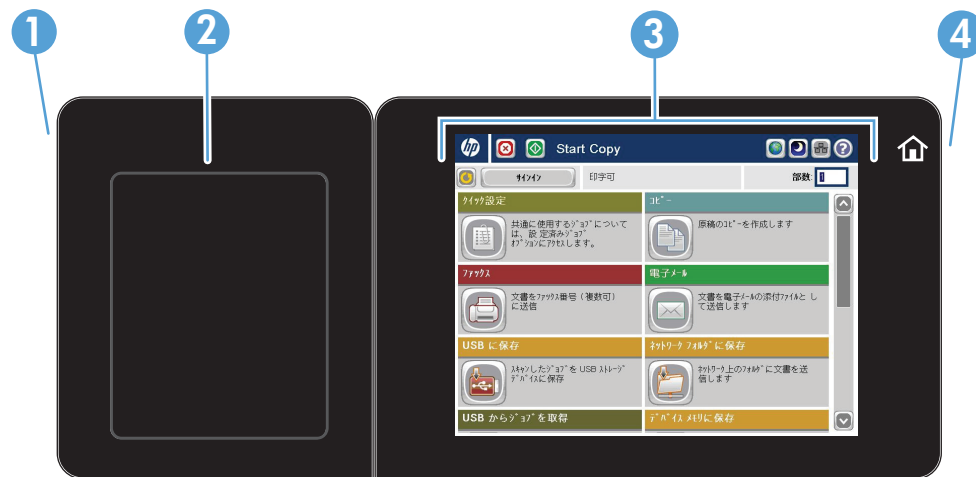 1
2
3
4
hp
Start Copy
?
ｻｲﾝｲﾝ
印字可
部数:
1
ｸｲｯｸ設定
共通に使用するｼﾞｮﾌﾞについて
は、設 定済みｼﾞｮﾌﾞ
ｵﾌﾟｼｮﾝにｱｸｾｽします。
ｺﾋﾟｰ
原稿のｺﾋﾟｰを作成します
ﾌｧｯｸｽ
文書をﾌｧｯｸｽ番号 (複数可)
に送信
電子ﾒｰﾙ
文書を電子ﾒｰﾙの添付ﾌｧｲﾙと し
て送信します
USB に保存
ｽｷｬﾝしたｼﾞｮﾌﾞを USB ｽﾄﾚｰｼﾞ
ﾃﾞﾊﾞｲｽに保存
ﾈｯﾄﾜｰｸ ﾌｫﾙﾀﾞに保存
ﾈｯﾄﾜｰｸ上のﾌｫﾙﾀﾞに文書を送
信します
USB からｼﾞｮﾌﾞを取得
ﾃﾞﾊﾞｲｽ ﾒﾓﾘに保存